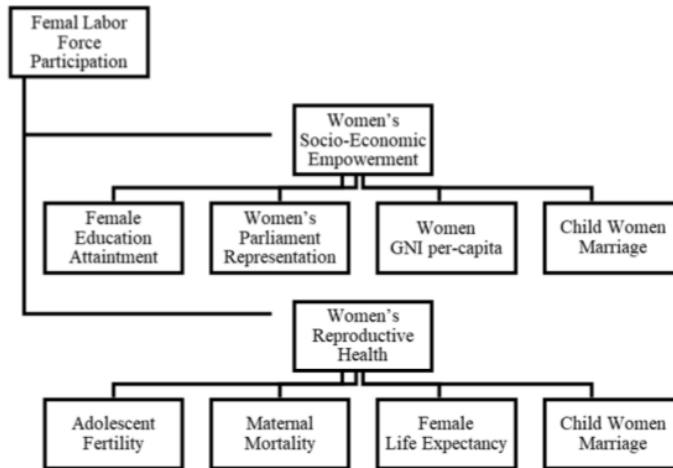 Femal Labor
Force
Participation
Women's
Socio-Economic
Empowerment
Female
Education
Attaintment
Women's
Parliament
Representation
Women
GNI per-capita
Child Women
Marriage
Women's
Reproductive
Health
Adolescent
Fertility
Maternal
Mortality
Female
Life Expectancy
Child Women
Marriage